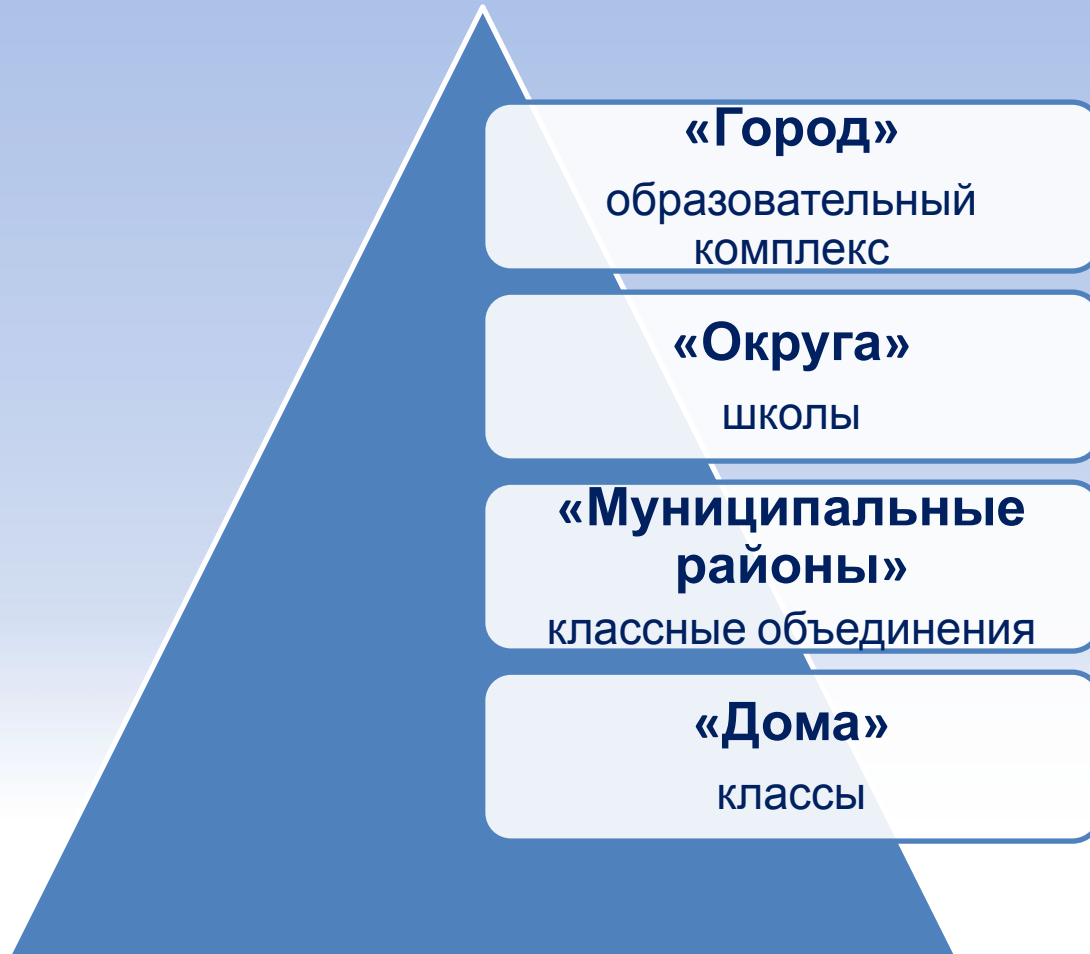 «Город»
образовательный
комплекс
«Округа»
школы
«Муниципальные
районы»
классные объединения
«Дома»
классы